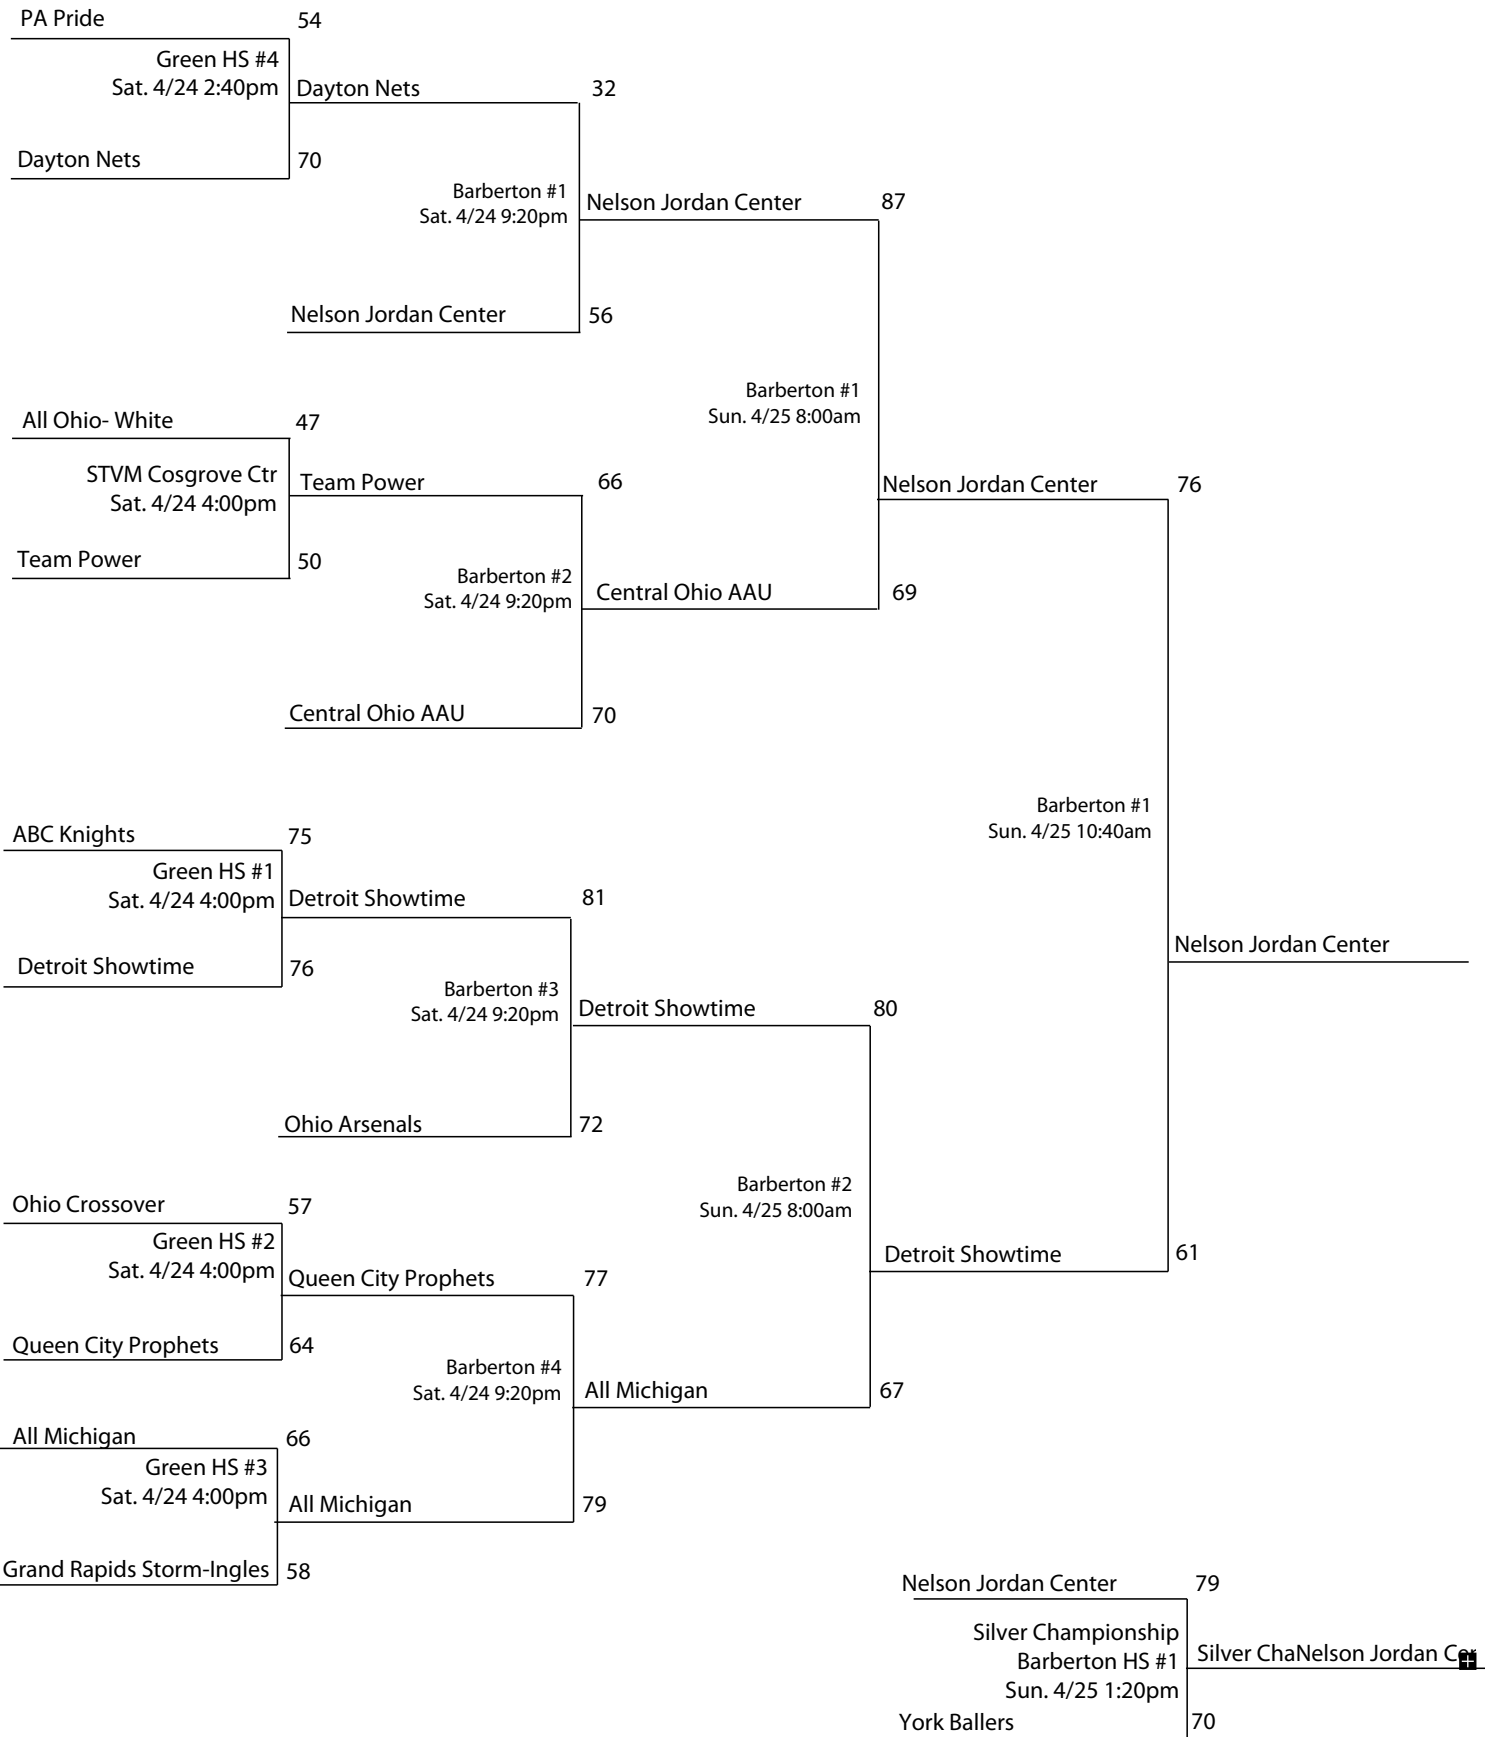 PA Pride 54
Green HS #4
Sat. 4/24 2:40pm
Dayton Nets 32
Dayton Nets 70
Barberton #1
Sat. 4/24 9:20pm
Nelson Jordan Center 87
Nelson Jordan Center 56
Barberton #1
Sun. 4/25 8:00am
All Ohio- White 47
STVM Cosgrove Ctr
Sat. 4/24 4:00pm
Team Power 66
Nelson Jordan Center 76
Team Power 50
Barberton #2
Sat. 4/24 9:20pm
Central Ohio AAU 69
Central Ohio AAU 70
Barberton #1
Sun. 4/25 10:40am
ABC Knights 75
Green HS #1
Sat. 4/24 4:00pm
Detroit Showtime 81
Nelson Jordan Center
Detroit Showtime 76
Barberton #3
Sat. 4/24 9:20pm
Detroit Showtime 80
Ohio Arsenals 72
Barberton #2
Sun. 4/25 8:00am
Ohio Crossover 57
Green HS #2
Sat. 4/24 4:00pm
Detroit Showtime 61
Queen City Prophets 77
Queen City Prophets 64
Barberton #4
Sat. 4/24 9:20pm
All Michigan 67
All Michigan 66
Green HS #3
Sat. 4/24 4:00pm
All Michigan 79
Grand Rapids Storm-Ingles 58
Nelson Jordan Center 79
Silver Championship
Barberton HS #1
Sun. 4/25 1:20pm
Silver ChaNelson Jordan
York Ballers 70